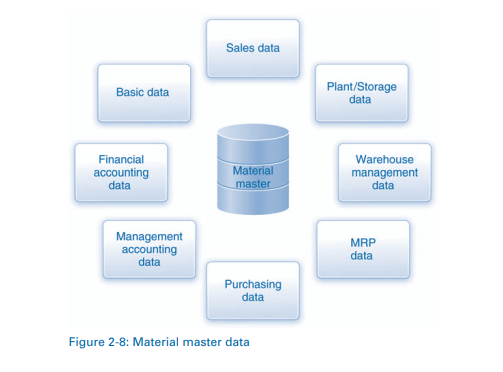 Sales data
Basic data
Plant/Storage
data
Financial
accounting
data
Material
master
Warehouse
management
data
Management
accounting
data
MRP
data
Purchasing
data
Figure 2-8: Material master data